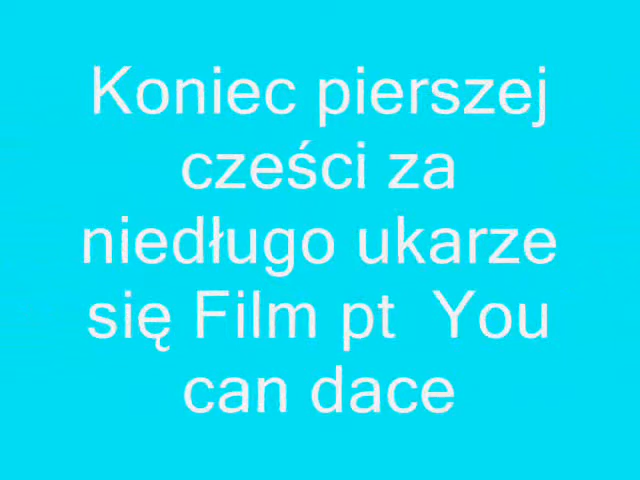 Koniec pierszej
cześci za
niedługo ukarze
się Film pt  You
can dace